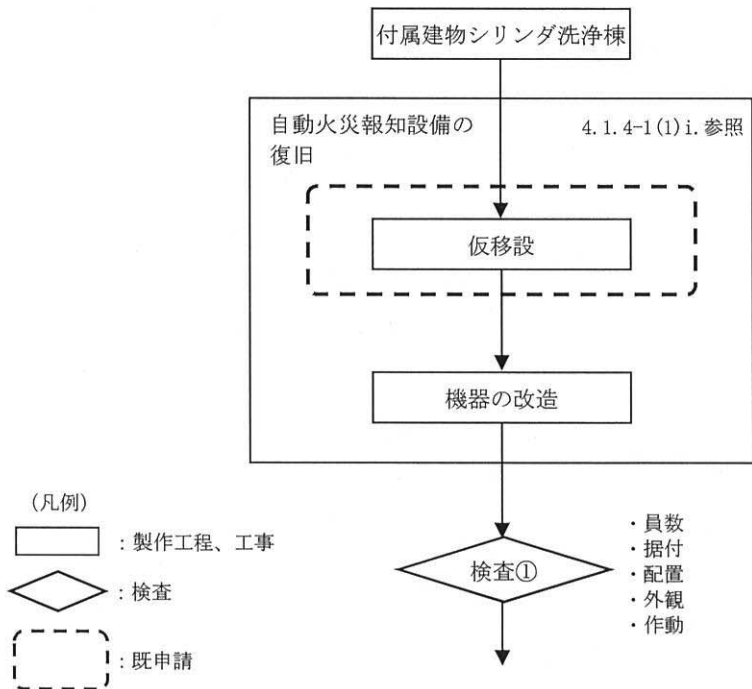 付属建物シリンダ洗浄棟
自動火災報知設備の
復旧
4.1.4-1(1)i.参照
仮移設
機器の改造
検査①
・員数
・据付
・配置
・外観
・作動
(凡例)
:製作工程、工事
:検査
:既申請